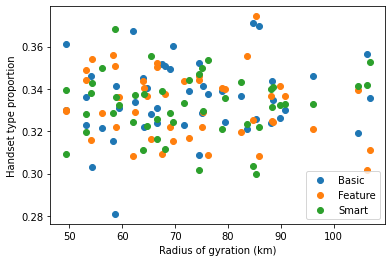 Handset type proportion
0.36
0.34
0.32
0.30
0.28
50
60
70
80
90
100
Radius of gyration (km)
Basic
Feature
Smart